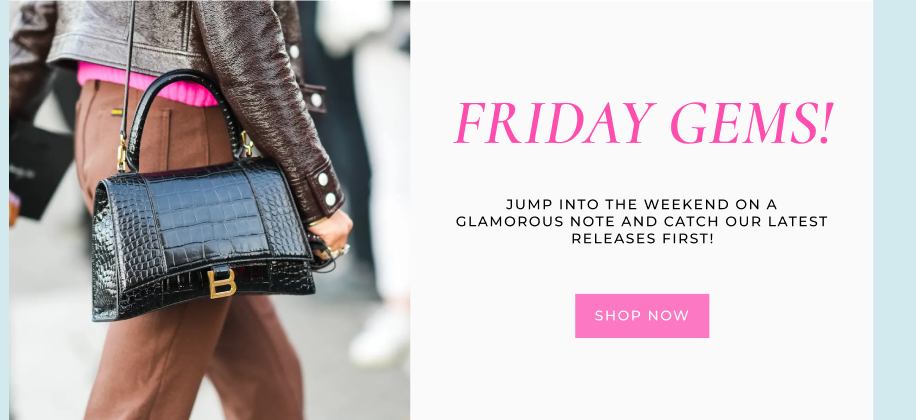 FRIDAY GEMS!
JUMP INTO THE WEEKEND ON A
GLAMOROUS NOTE AND CATCH OUR LATEST
RELEASES FIRST!
SHOP NOW
B